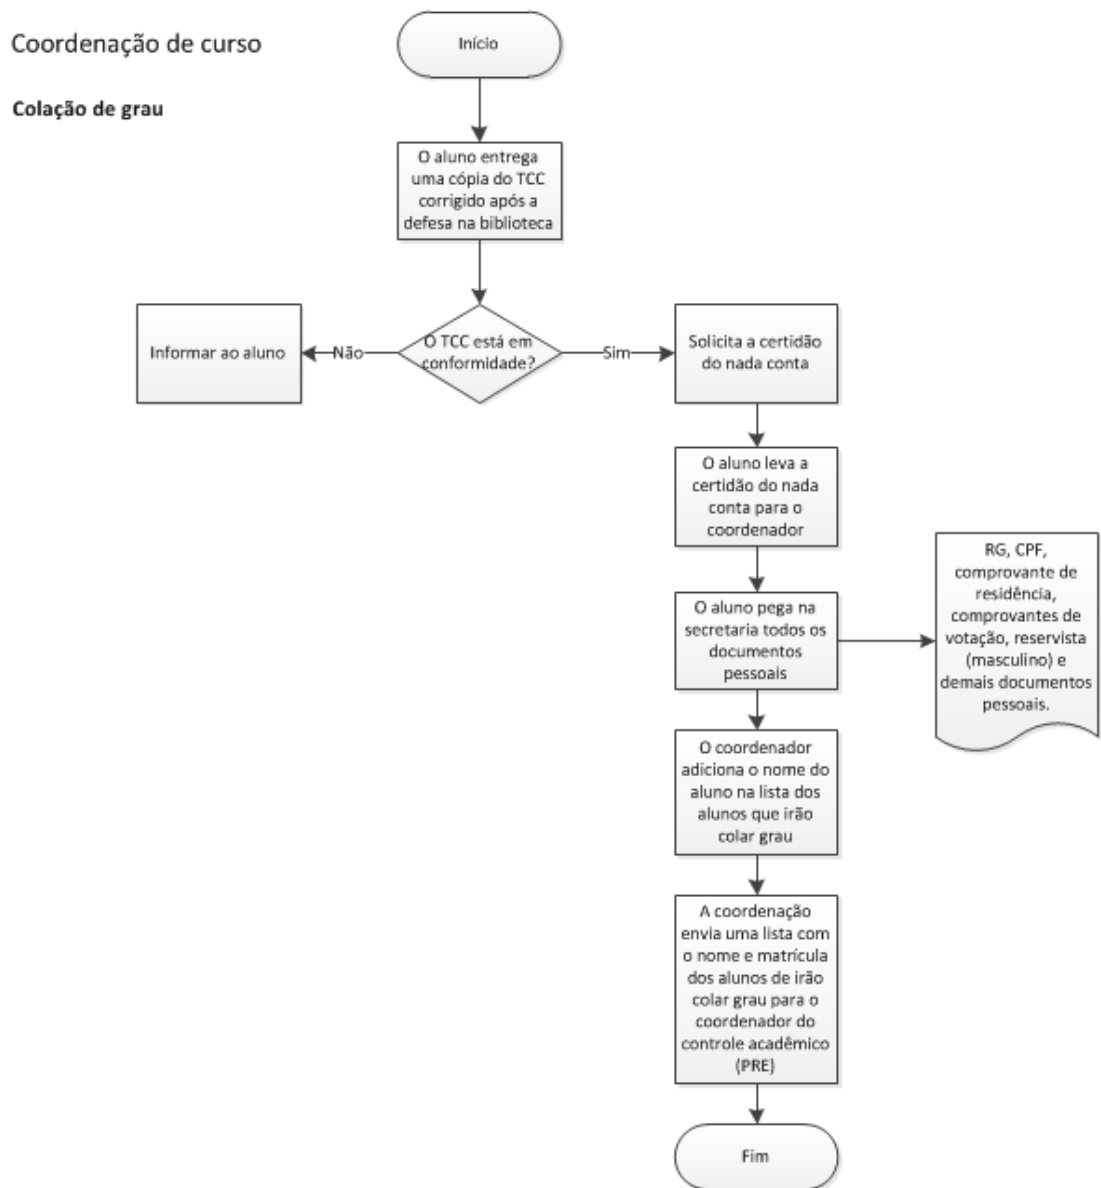 Coordenação de curso
Colação de grau
Início
O aluno entrega
uma cópia do TCC
corrigido após a
defesa na biblioteca
O TCC está em
conformidade?
Não
Informar ao aluno
Sim
Solicita a certidão
do nada conta
O aluno leva a
certidão do nada
conta para o
coordenador
O aluno pega na
secretaria todos os
documentos
pessoais
RG, CPF,
comprovante de
residência,
comprovantes de
votação, reservista
(masculino) e
demais documentos
pessoais.
O coordenador
adiciona o nome do
aluno na lista dos
alunos que irão
colar grau
A coordenação
envia uma lista com
o nome e matrícula
dos alunos de irão
colar grau para o
coordenador do
controle acadêmico
(PRE)
Fim